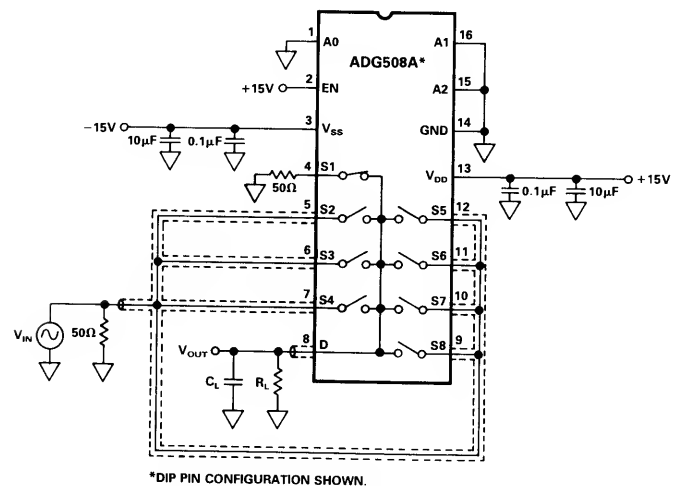 1
A0
ADG508A*
A1
16
+15V
2
EN
A2
15
-15V
3
VSS
GND
14
10µF
0.1µF
VDD
13
+15V
0.1µF
10µF
4
S1
50Ω
5
S2
S5
12
6
S3
S6
11
7
S4
S7
10
VIN
50Ω
VOUT
8
D
S8
9
CL
RL
*DIP PIN CONFIGURATION SHOWN.